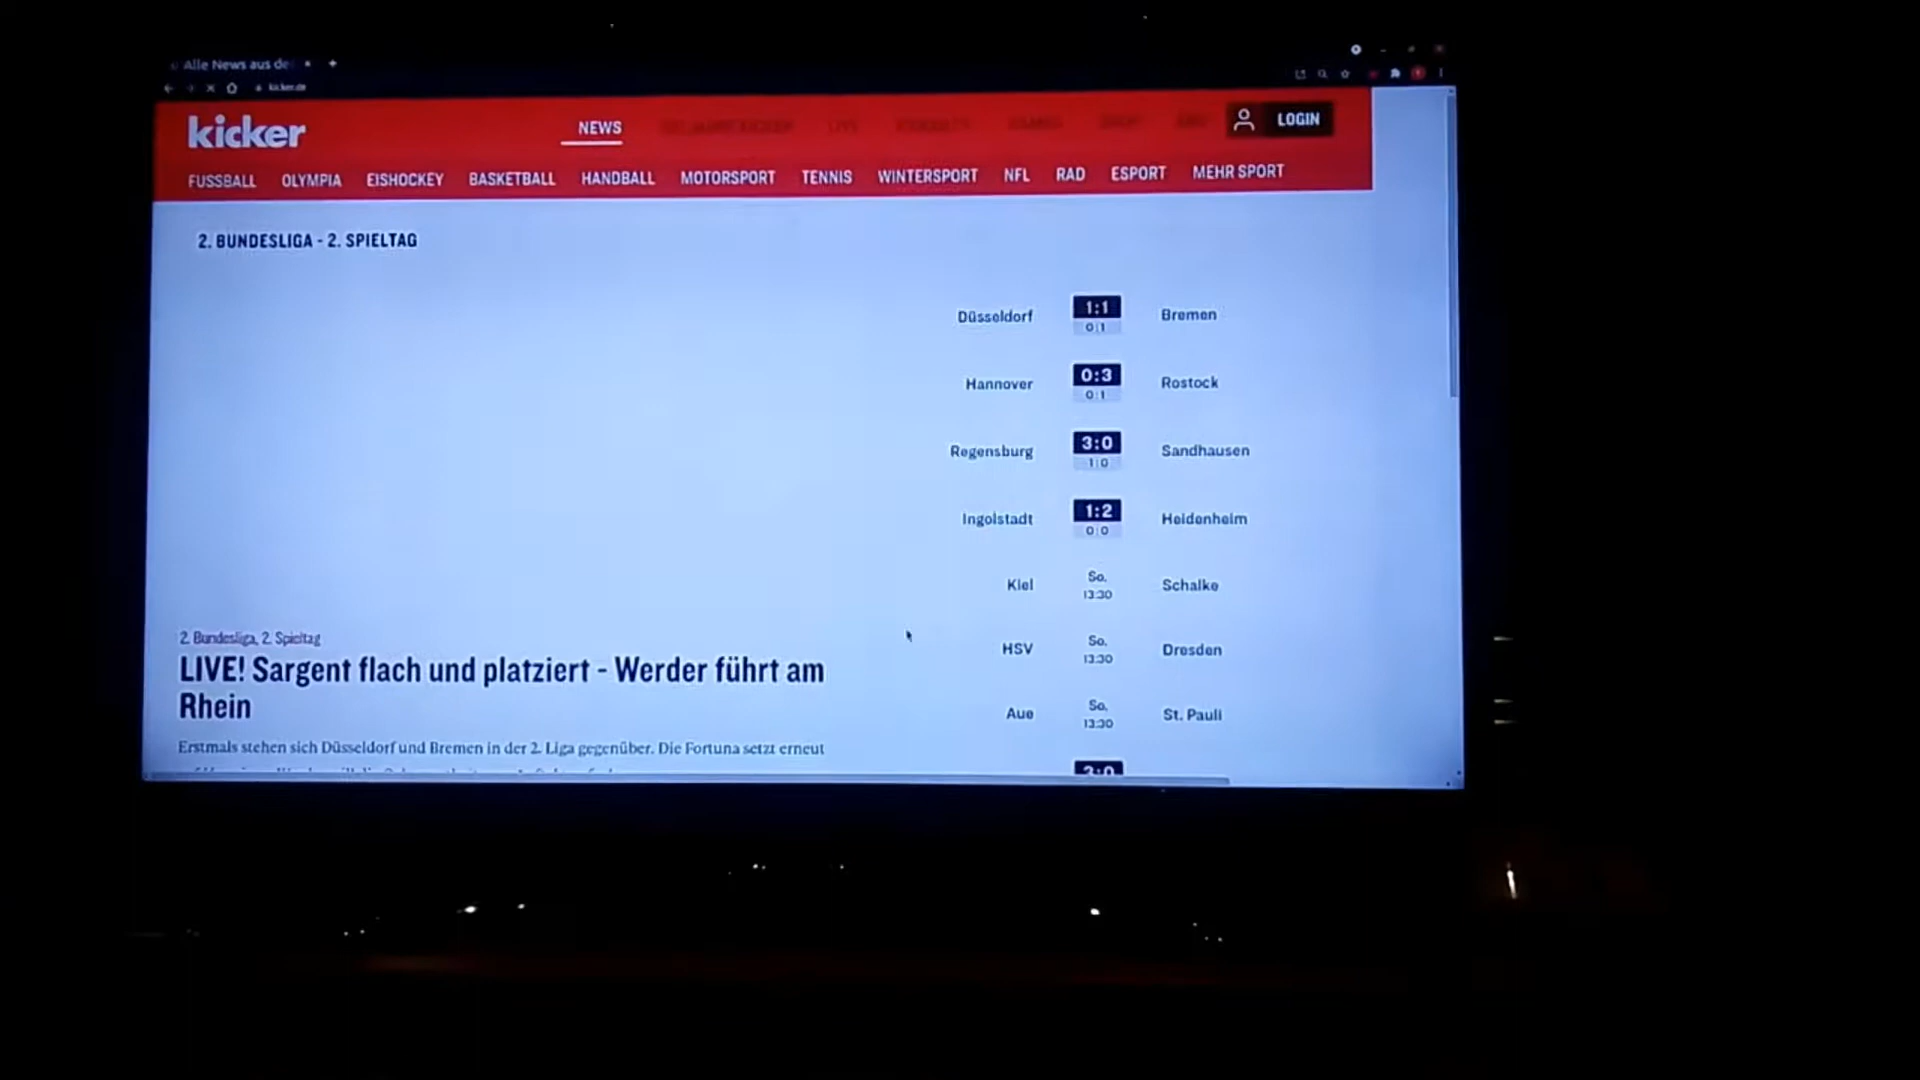 Alle News aus de
kicker.de
kicker
NEWS
LOGIN
FUSSBALL OLYMPIA EISHOCKEY BASKETBALL HANDBALL MOTORSPORT TENNIS WINTERSPORT NFL RAD ESPORT MEHR SPORT
2. BUNDESLIGA - 2. SPIELTAG
Düsseldorf 1:1 Bremen
0|1
Hannover 0:3 Rostock
0|1
Regensburg 3:0 Sandhausen
1|0
Ingolstadt 1:2 Heidenheim
0|0
Kiel So. Schalke
13:30
HSV So. Dresden
13:30
Aue So. St. Pauli
13:30
2. Bundesliga, 2. Spieltag
LIVE! Sargent flach und platziert - Werder führt am
Rhein
Erstmals stehen sich Düsseldorf und Bremen in der 2. Liga gegenüber. Die Fortuna setzt erneut